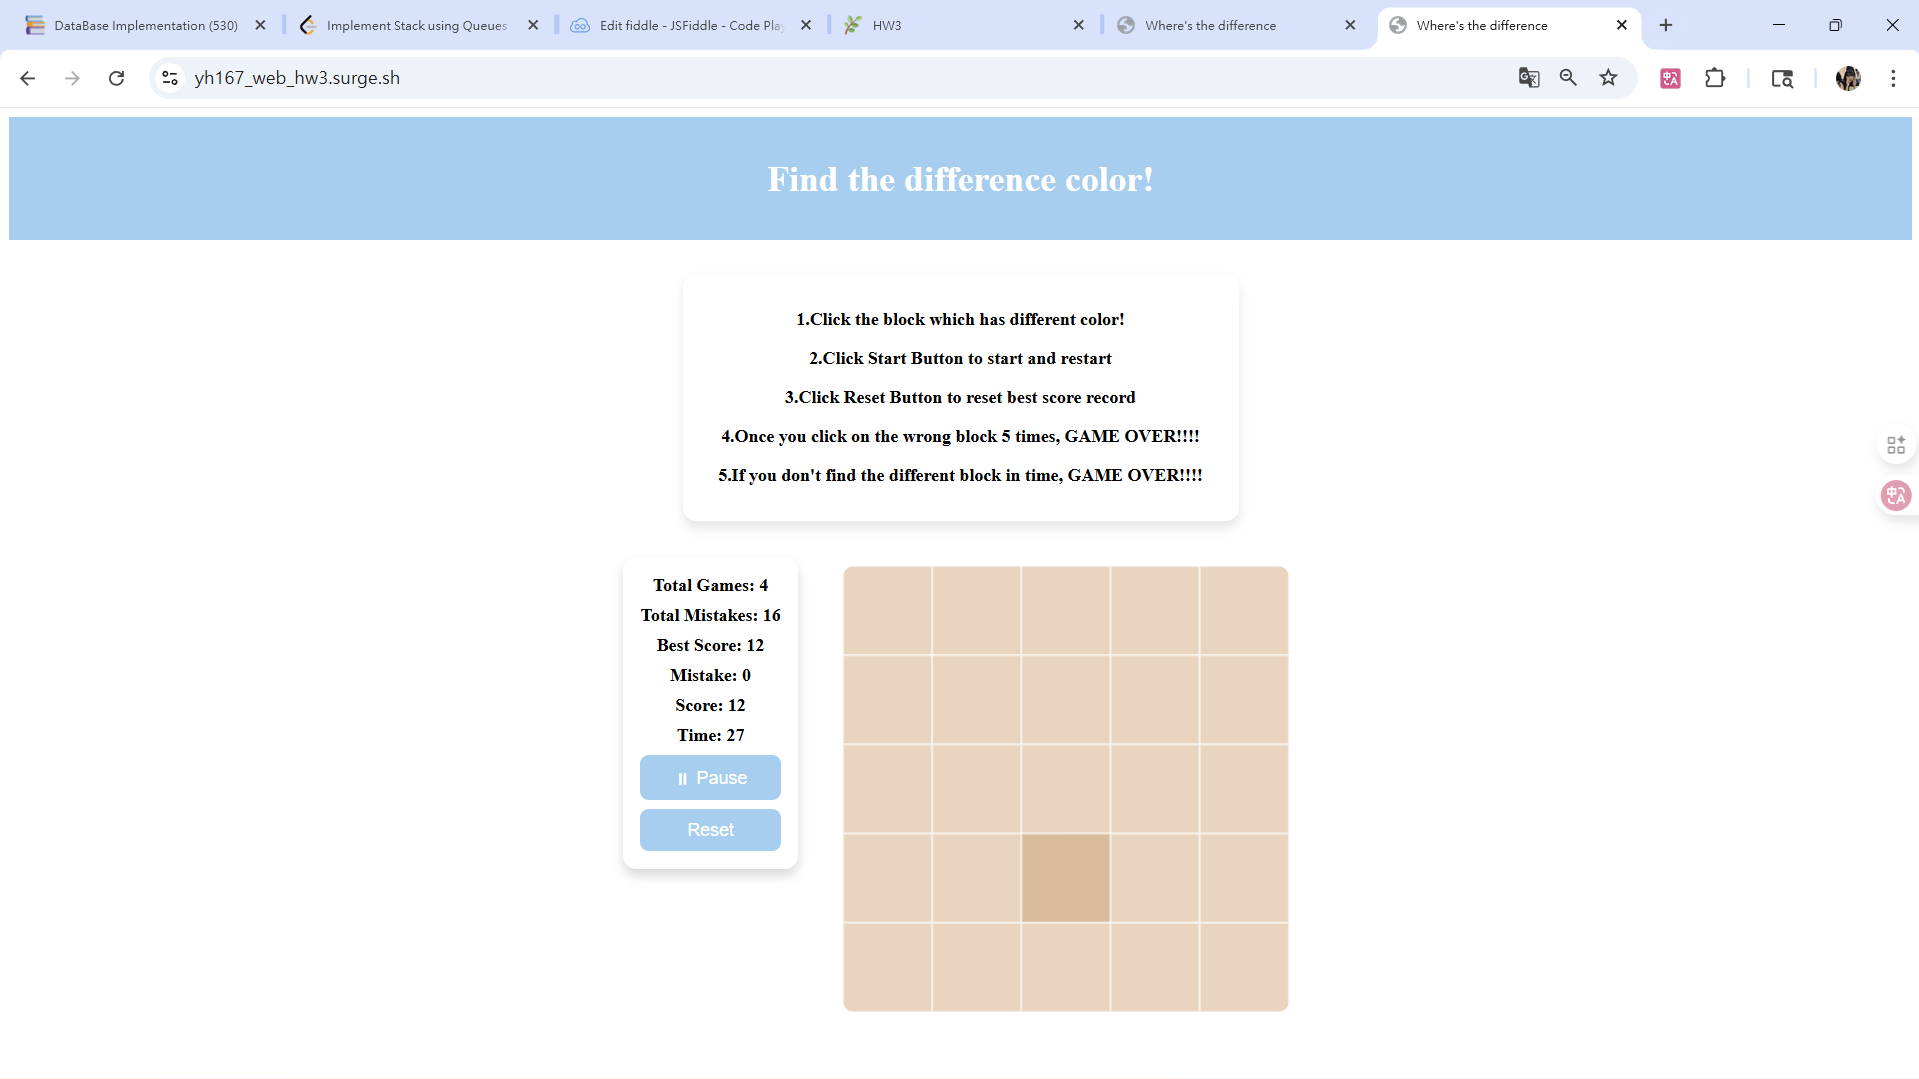 DataBase Implementation (530)
Implement Stack using Queues
Edit fiddle - JSFiddle - Code Pla
HW3
Where's the difference
Where's the difference
yh167_web_hw3.surge.sh
Find the difference color!
1.Click the block which has different color!
2.Click Start Button to start and restart
3.Click Reset Button to reset best score record
4.Once you click on the wrong block 5 times, GAME OVER!!!!
5.If you don't find the different block in time, GAME OVER!!!!
Total Games: 4
Total Mistakes: 16
Best Score: 12
Mistake: 0
Score: 12
Time: 27
⏸ Pause
Reset